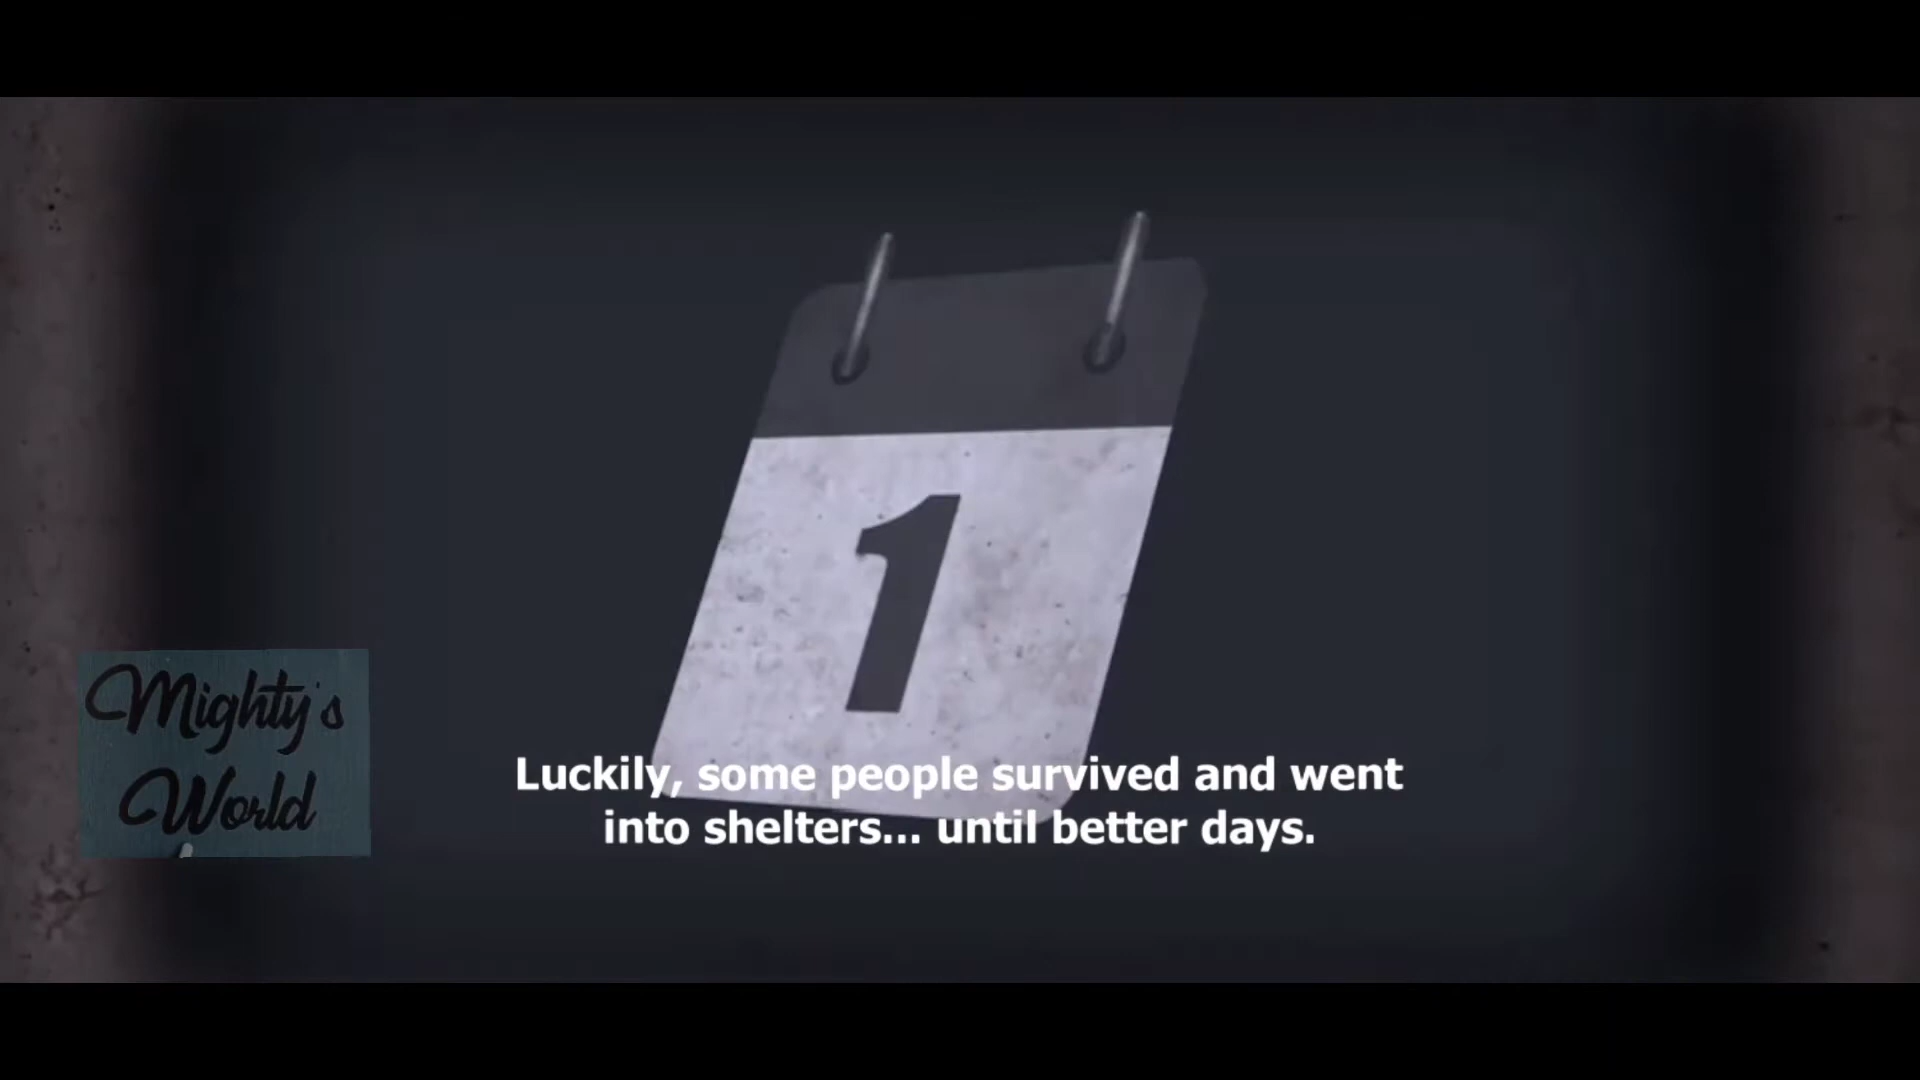 1
Mighty's
World
Luckily, some people survived and went
into shelters... until better days.